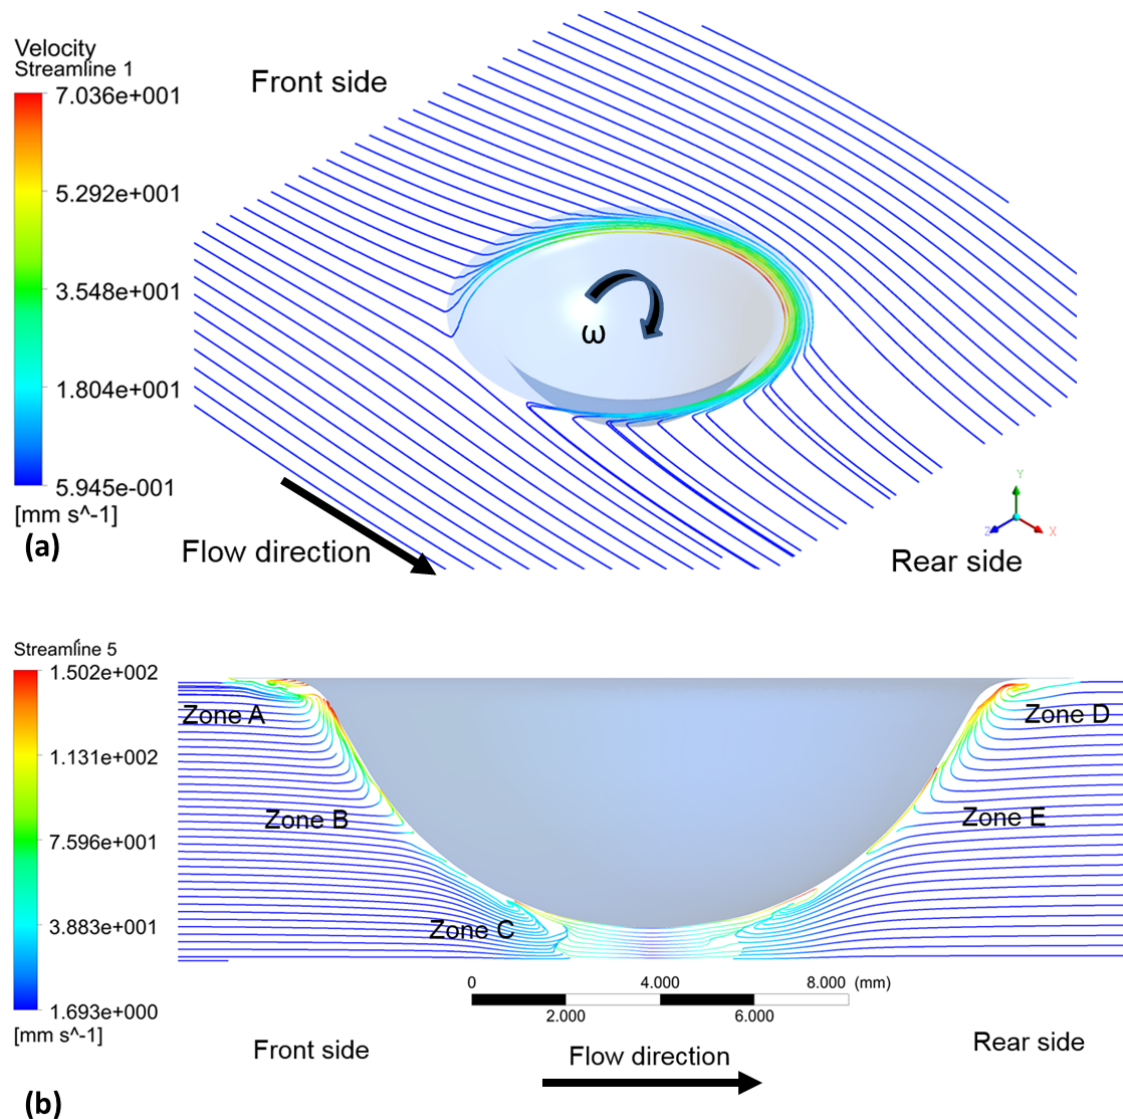 Velocity
Streamline 1
7.036e+001
5.292e+001
3.548e+001
1.804e+001
5.945e-001
[mm s^-1]
(a)
Front side
ω
Flow direction
Rear side
Y
Z
X
Streamline 5
1.502e+002
1.131e+002
7.596e+001
3.883e+001
1.693e+000
[mm s^-1]
(b)
Zone A
Zone B
Zone C
Zone D
Zone E
0 4.000 8.000 (mm)
2.000 6.000
Front side
Flow direction
Rear side